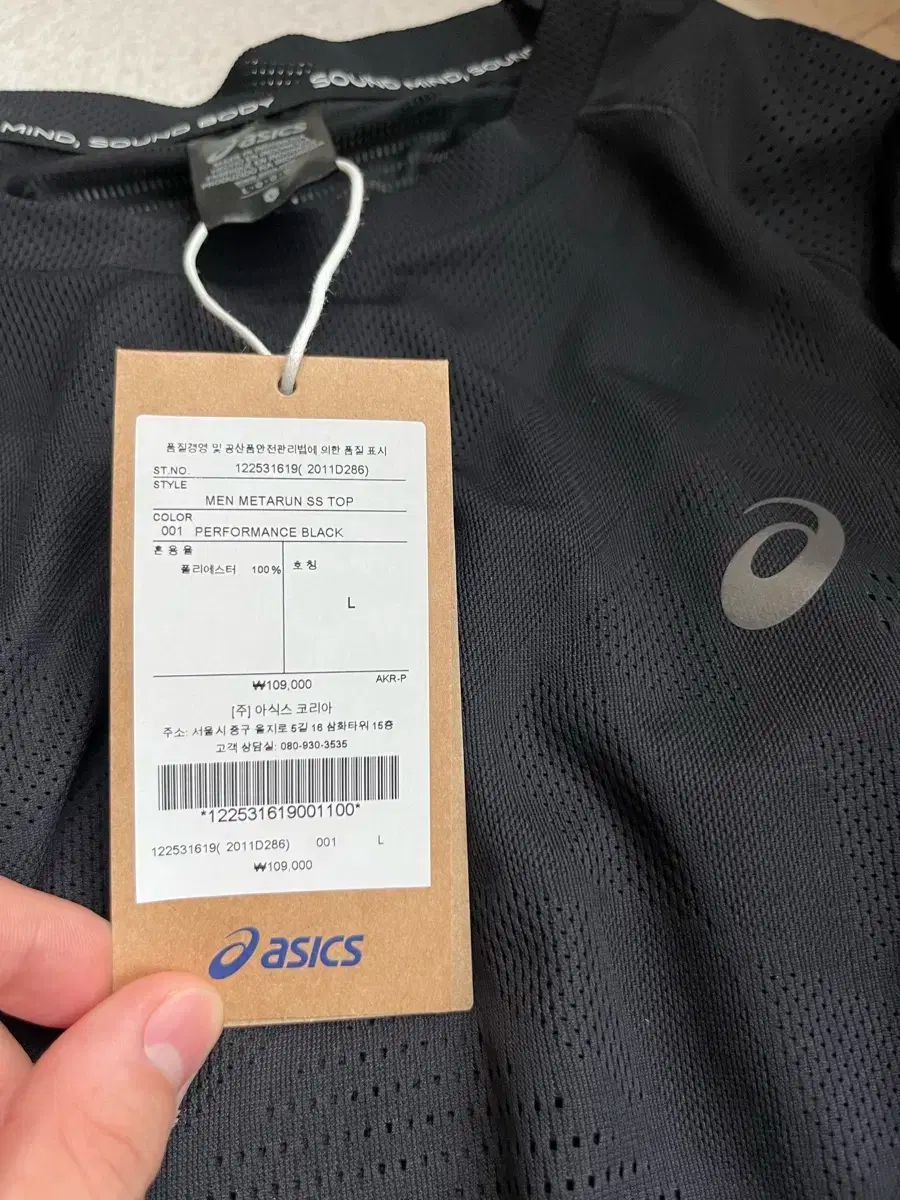 MIND, SOUND BODY
SOUND MIND, SOUND
asics
품질경영 및 공산품안전관리법에 의한 품질 표시
ST.NO. 122531619( 2011D286)
STYLE
MEN METARUN SS TOP
COLOR
001 PERFORMANCE BLACK
혼 용 율
폴리에스터 100%
호 칭
L
₩109,000
AKR-P
[주] 아식스 코리아
주소: 서울시 중구 을지로 5길 16 삼화타워 15층
고객 상담실: 080-930-3535
*122531619001100*
122531619( 2011D286) 001 L
₩109,000
asics